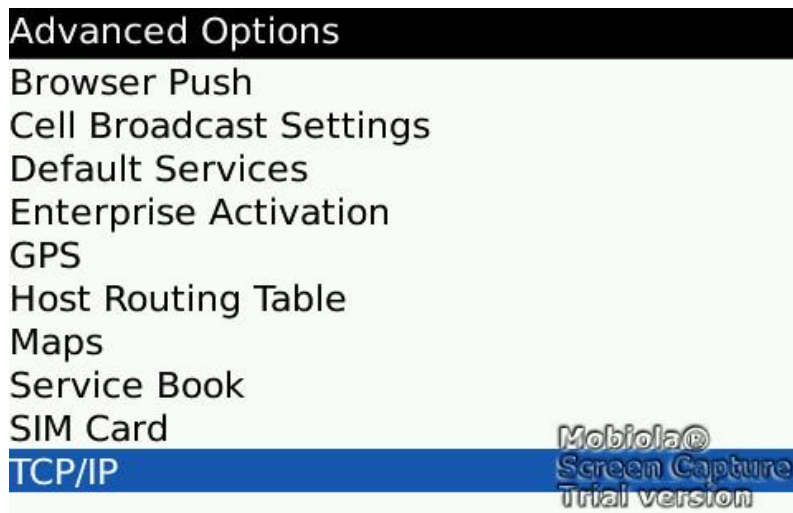 Advanced Options
Browser Push
Cell Broadcast Settings
Default Services
Enterprise Activation
GPS
Host Routing Table
Maps
Service Book
SIM Card
TCP/IP
Mobiola®
Screen Capture
Trial version